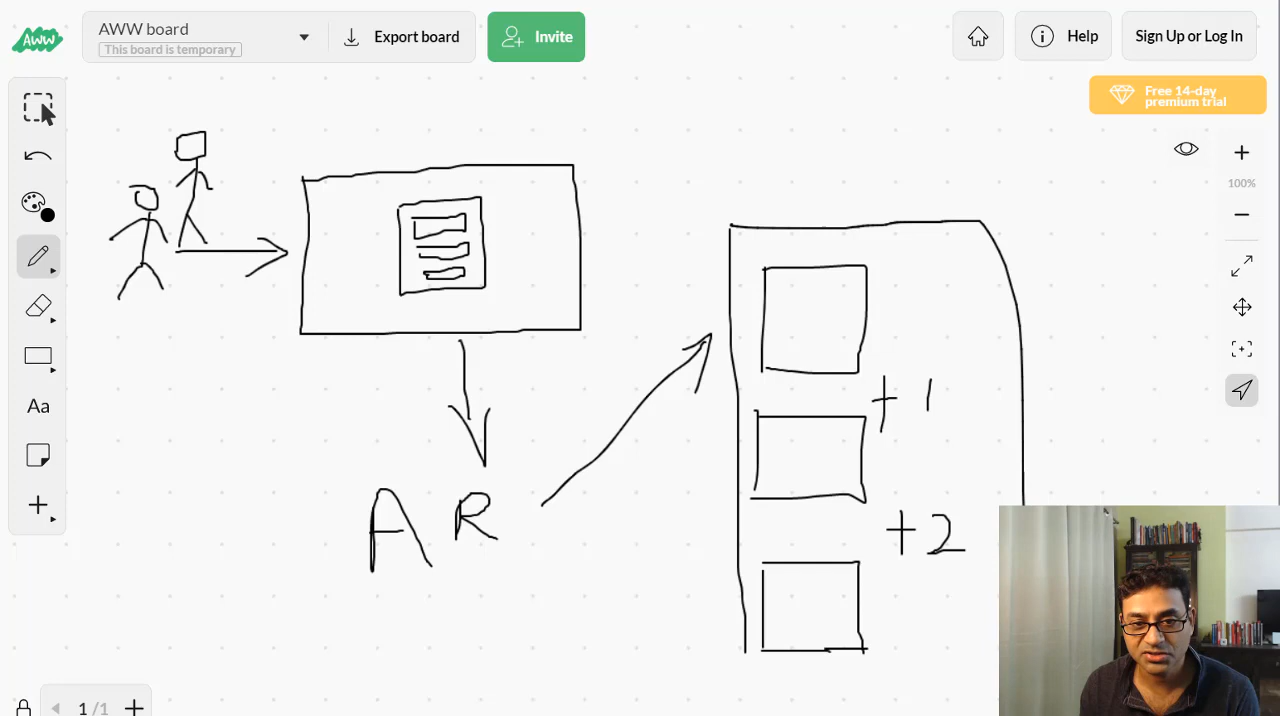 AWW
AWW board
This board is temporary
Export board
Invite
Help
Sign Up or Log In
Free 14-day
premium trial
100%
Aa
A R
+ 1
+2
1 /1